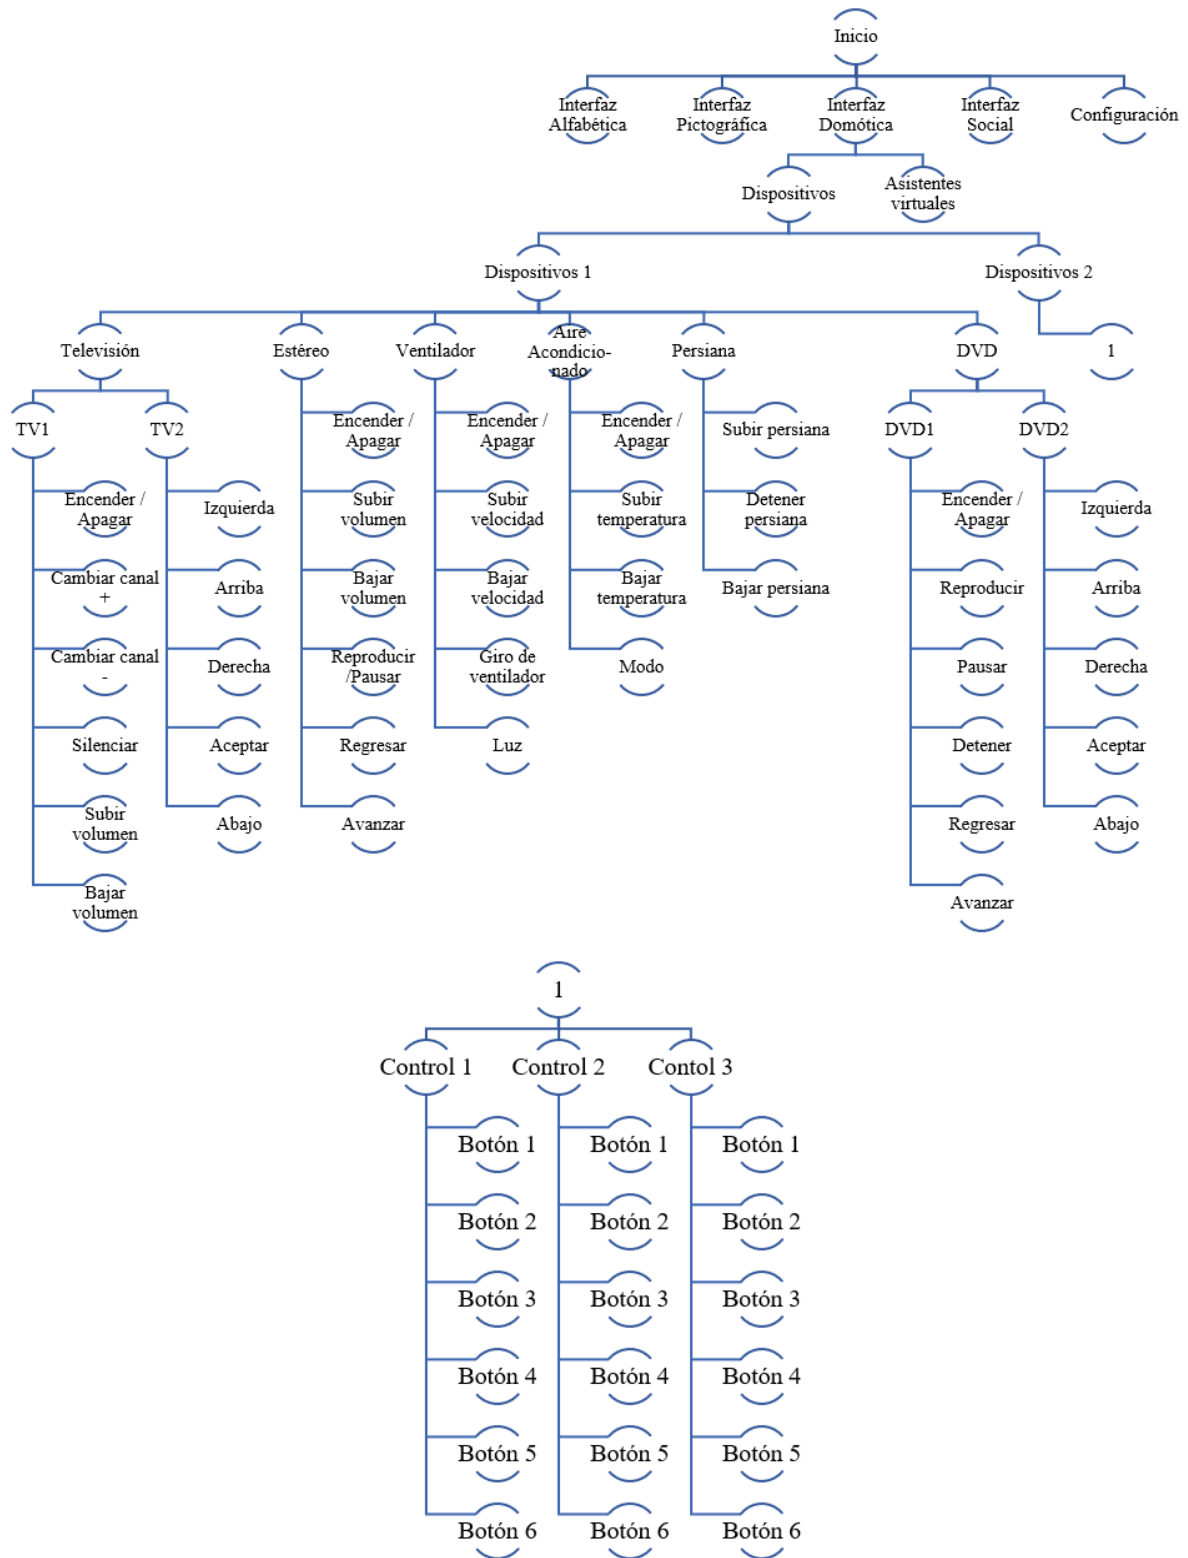 Inicio
Interfaz
Alfabética
Interfaz
Pictográfica
Interfaz
Domótica
Interfaz
Social
Configuración
Dispositivos
Asistentes
virtuales
Dispositivos 1
Dispositivos 2
Televisión
Estéreo
Ventilador
Aire
Acondicio-
nado
Persiana
DVD
1
TV1
TV2
Encender /
Apagar
Cambiar canal
+
Cambiar canal
-
Silenciar
Subir
volumen
Bajar
volumen
Izquierda
Arriba
Derecha
Aceptar
Abajo
Encender /
Apagar
Subir
volumen
Bajar
volumen
Reproducir
/Pausar
Regresar
Avanzar
Encender /
Apagar
Subir
velocidad
Bajar
velocidad
Giro de
ventilador
Luz
Encender /
Apagar
Subir
temperatura
Bajar
temperatura
Modo
Subir persiana
Detener
persiana
Bajar persiana
DVD1
DVD2
Encender /
Apagar
Reproducir
Pausar
Detener
Regresar
Avanzar
Izquierda
Arriba
Derecha
Aceptar
Abajo
1
Control 1
Control 2
Contol 3
Botón 1
Botón 2
Botón 3
Botón 4
Botón 5
Botón 6
Botón 1
Botón 2
Botón 3
Botón 4
Botón 5
Botón 6
Botón 1
Botón 2
Botón 3
Botón 4
Botón 5
Botón 6